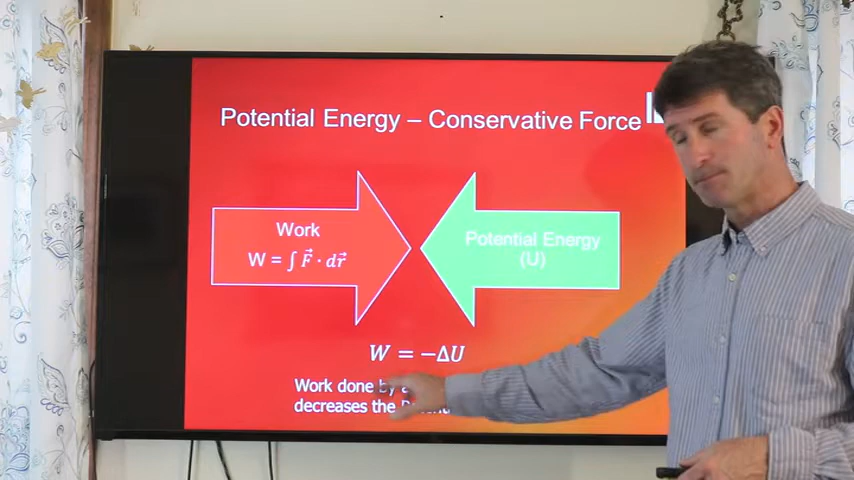 Potential Energy – Conservative Force
Work
W = ∫ F⃗ · dr⃗
Potential Energy
(U)
W = −ΔU
Work done by
decreases the